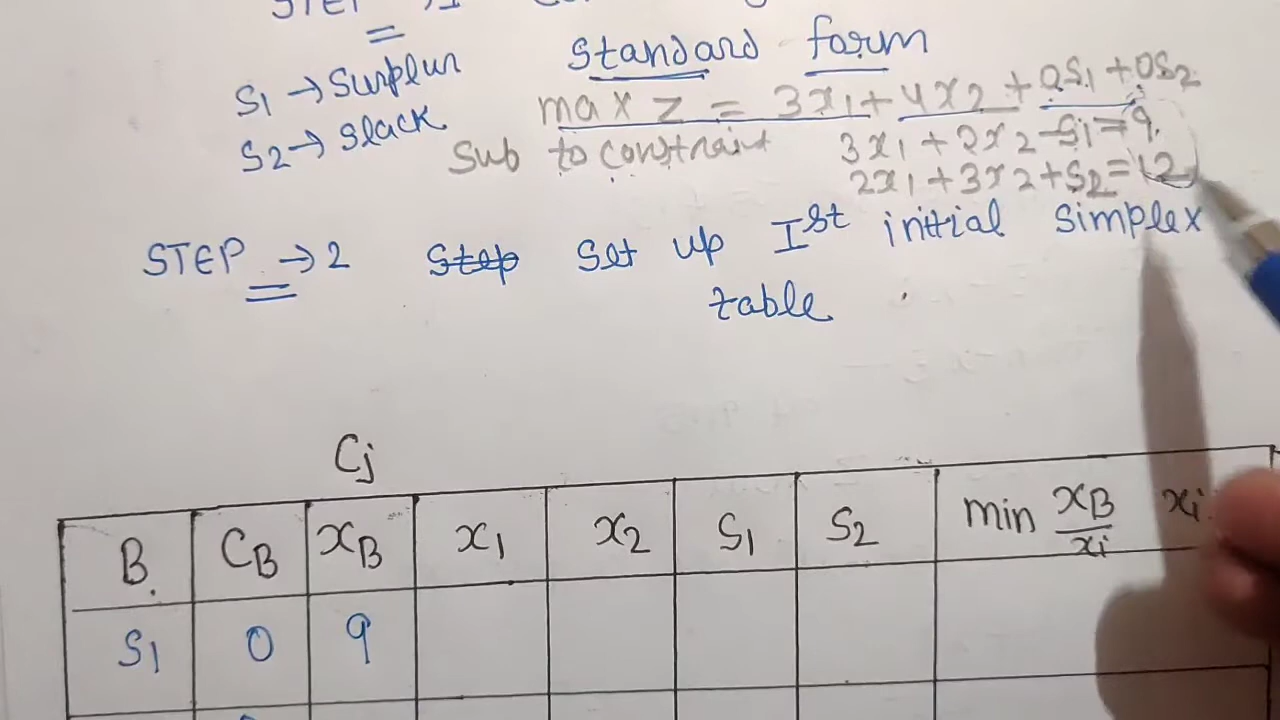 Standard form
S1 → Surplus
max Z = 3x1 + 4x2 + 0S1 + 0S2
S2 → Slack
Sub to constraint 3x1 + 2x2 - S1 = 9
2x1 + 3x2 + S2 = 12
STEP → 2 Set up Ist initial simplex
table
Cj
B CB xB x1 x2 S1 S2 min xB/xi xi
S1 0 9